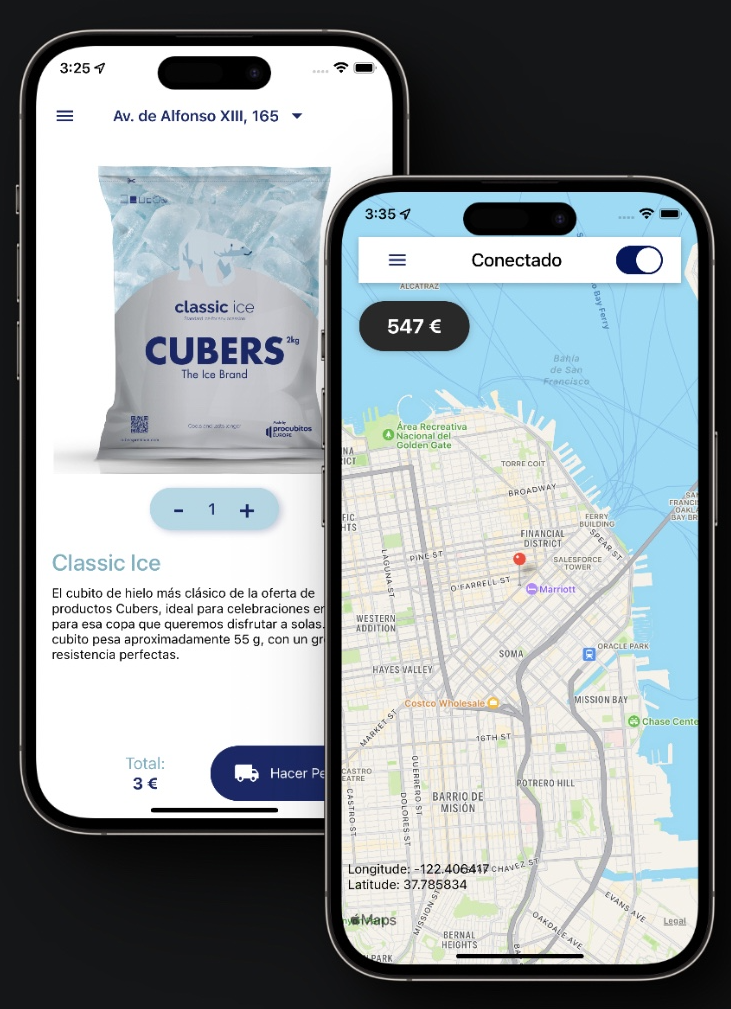 3:25
Av. de Alfonso XIII, 165
classic ice
CUBERS 2kg
The Ice Brand
procubitos
EUROPE
- 1 +
Classic Ice
El cubito de hielo más clásico de la oferta de
productos Cubers, ideal para celebraciones en
para esa copa que queremos disfrutar a solas.
cubito pesa aproximadamente 55 g, con un gr
resistencia perfectas.
Total:
3 €
Hacer Pe
3:35
Conectado
ALCATRAZ
547 €
o Bay Ferry
Bahía
de San
Francisco
Área Recreativa
Nacional del
Golden Gate
TORRE COIT
BROADWAY
FERRY
BUILDING
FINANCIAL
DISTRICT
SPEAR ST
PINE ST
SALESFORCE
TOWER
LAGUNA ST
O'FARRELL ST
Marriott
WESTERN
ADDITION
ORACLE PARK
SOMA
HAYES VALLEY
MISSION BAY
Costco Wholesale
Chase Cente
MARKET ST
16TH ST
GUERRERO ST
POTRERO HILL
CASTRO ST
DOLORES ST
BARRIO DE
MISIÓN
Longitude: -122.406417
CHAVEZ ST
Latitude: 37.785834
Maps
MISSION ST
EVANS AVE
OAKDALE AVE
Legal
BERNAL
HEIGHTS